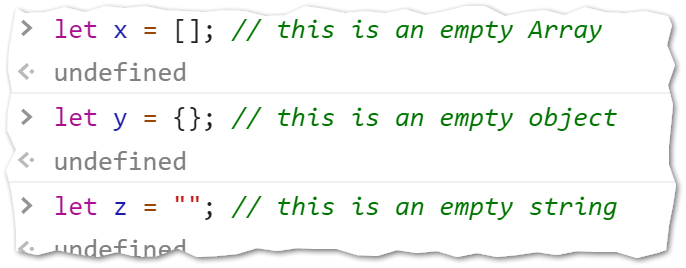 > let x = []; // this is an empty Array
undefined
> let y = {}; // this is an empty object
undefined
> let z = ""; // this is an empty string
undefined